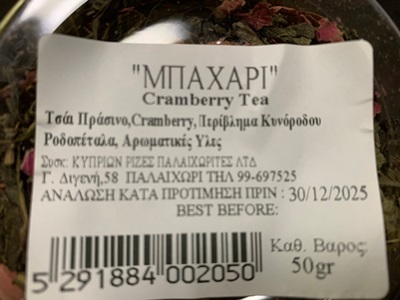 "ΜΠΑΧΑΡΙ"
Cramberry Tea
Τσάι Πράσινο,Cramberry,Περίβλημα Κυνόροδου
Ροδοπέταλα, Αρωματικές Υλες
Συσκ: ΚΥΠΡΙΩΝ ΡΙΖΕΣ ΠΑΛΑΙΧΩΡΙΤΕΣ ΛΤΔ
Γ. Διγενή,58 ΠΑΛΑΙΧΩΡΙ ΤΗΛ 99-697525
ΑΝΑΛΩΣΗ ΚΑΤΑ ΠΡΟΤΙΜΗΣΗ ΠΡΙΝ : 30/12/2025
BEST BEFORE:
Καθ. Βαρος:
50gr
5 291884 002050